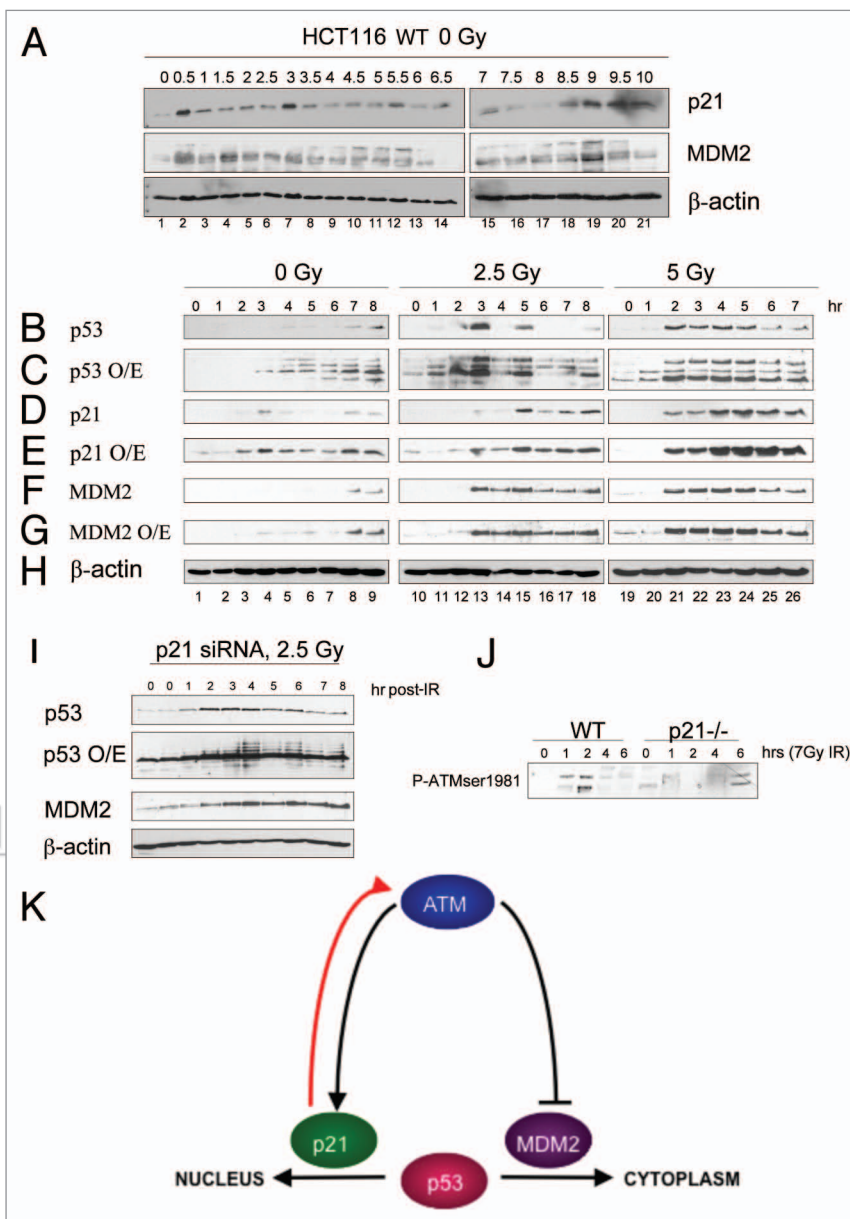 A
HCT116 WT 0 Gy
0 0.5 1 1.5 2 2.5 3 3.5 4 4.5 5 5.5 6 6.5 7 7.5 8 8.5 9 9.5 10
p21
MDM2
β-actin
1 2 3 4 5 6 7 8 9 10 11 12 13 14 15 16 17 18 19 20 21
0 Gy 2.5 Gy 5 Gy
0 1 2 3 4 5 6 7 8 0 1 2 3 4 5 6 7 8 0 1 2 3 4 5 6 7 hr
B p53
C p53 O/E
D p21
E p21 O/E
F MDM2
G MDM2 O/E
H β-actin
1 2 3 4 5 6 7 8 9 10 11 12 13 14 15 16 17 18 19 20 21 22 23 24 25 26
I
p21 siRNA, 2.5 Gy
0 0 1 2 3 4 5 6 7 8 hr post-IR
p53
p53 O/E
MDM2
β-actin
J
WT p21-/-
0 1 2 4 6 0 1 2 4 6 hrs (7Gy IR)
P-ATMser1981
K
ATM
p21
MDM2
NUCLEUS
p53
CYTOPLASM